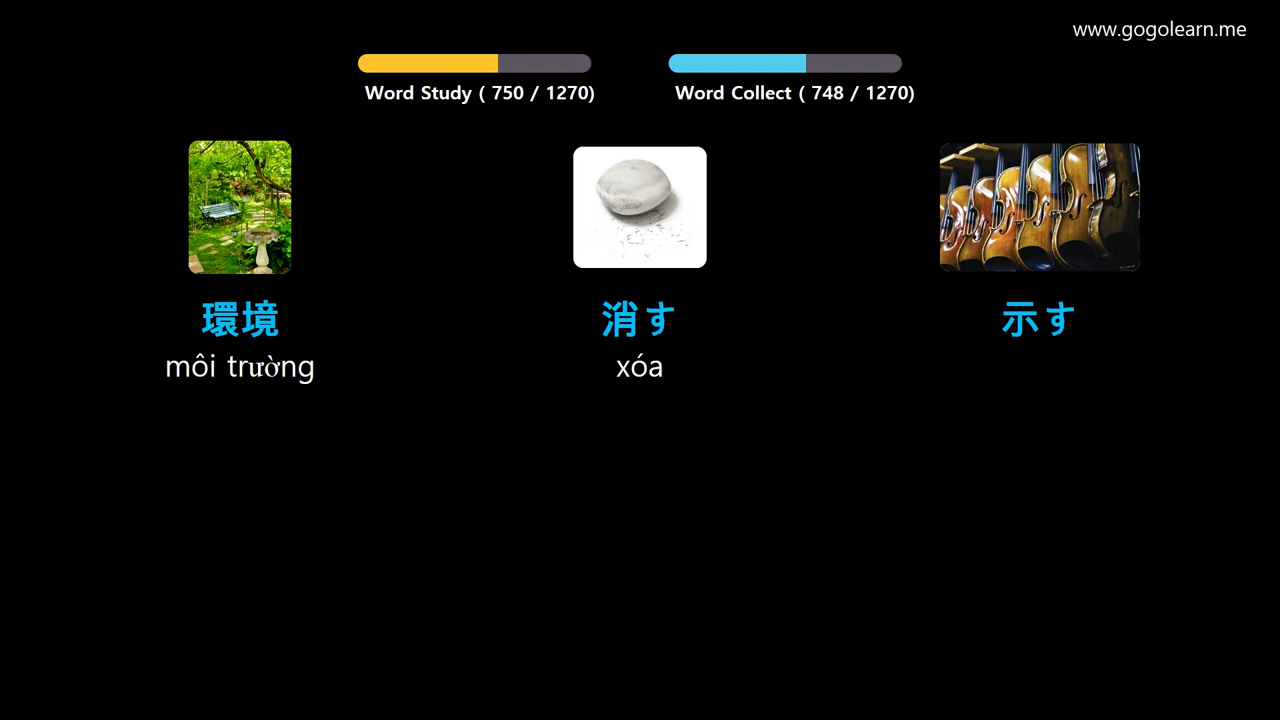 www.gogolearn.me
Word Study ( 750 / 1270)
Word Collect ( 748 / 1270)
環境
消す
示す
môi trường
xóa